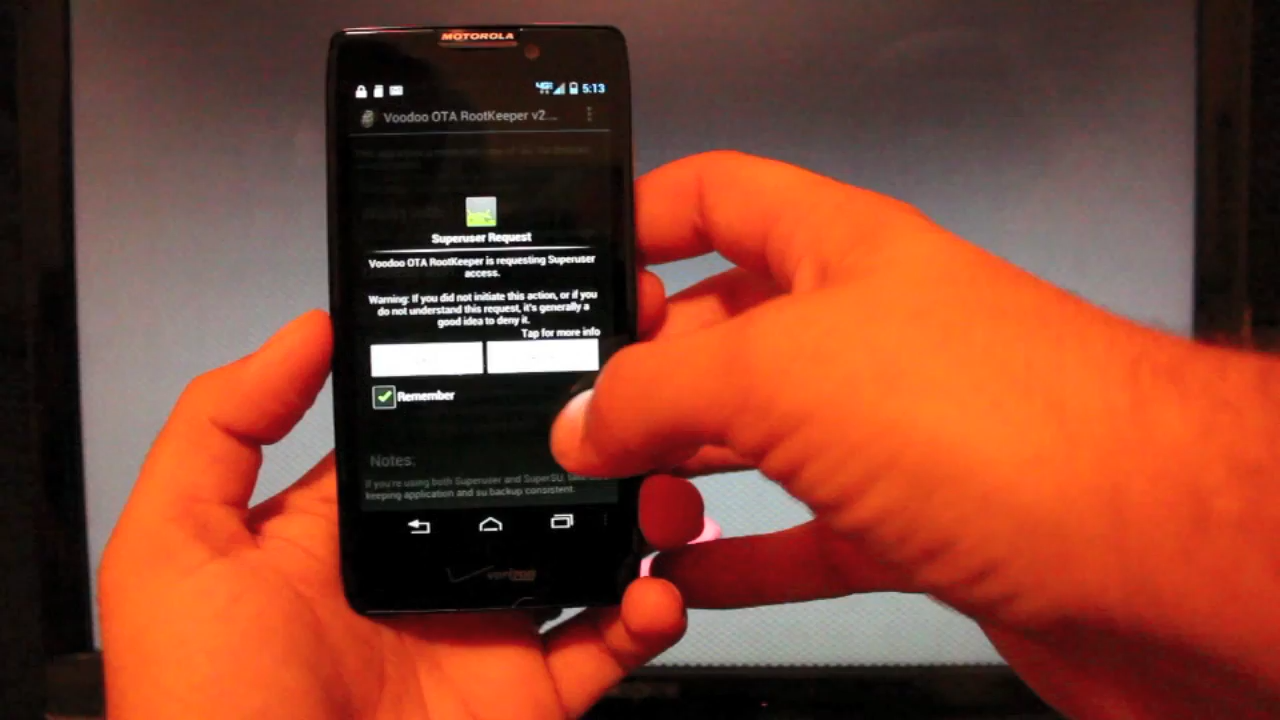 MOTOROLA
4G 5:13
Voodoo OTA RootKeeper v2...
Superuser Request
Voodoo OTA RootKeeper is requesting Superuser
access.
Warning: If you did not initiate this action, or if you
do not understand this request, it's generally a
good idea to deny it.
Tap for more info
Remember
Notes:
If you're using both Superuser and SuperSU,
keeping application and su backup consistent.
verizon